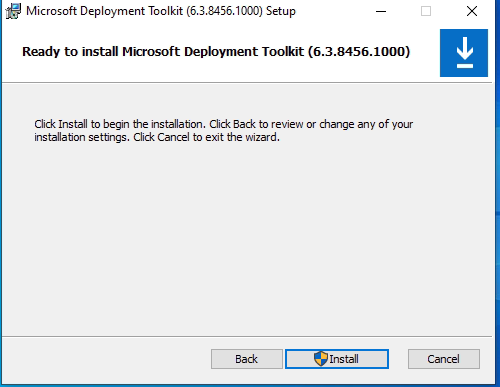 Microsoft Deployment Toolkit (6.3.8456.1000) Setup
Ready to install Microsoft Deployment Toolkit (6.3.8456.1000)
Click Install to begin the installation. Click Back to review or change any of your
installation settings. Click Cancel to exit the wizard.
Back Install Cancel